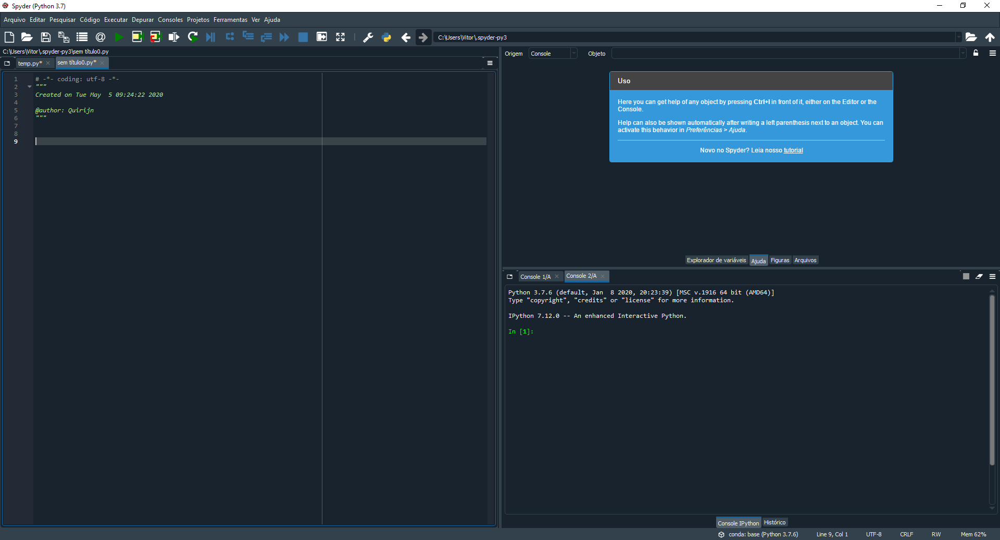 Spyder (Python 3.7)
Arquivo Editar Pesquisar Código Executar Depurar Consoles Projetos Ferramentas Ver Ajuda
C:\Users\Vitor\.spyder-py3
C:\Users\Vitor\.spyder-py3\sem título0.py
temp.py*
sem título0.py*
1 # -*- coding: utf-8 -*-
2 """
3 Created on Tue May  5 09:24:22 2020
4
5 @author: Quirijn
6 """
7
8
9
Origem Console Objeto
Uso
Here you can get help of any object by pressing Ctrl+I in front of it, either on the Editor or the
Console.
Help can also be shown automatically after writing a left parenthesis next to an object. You can
activate this behavior in Preferências > Ajuda.
Novo no Spyder? Leia nosso tutorial
Explorador de variáveis Ajuda Figuras Arquivos
Console 1/A Console 2/A
Python 3.7.6 (default, Jan  8 2020, 20:23:39) [MSC v.1916 64 bit (AMD64)]
Type "copyright", "credits" or "license" for more information.
IPython 7.12.0 -- An enhanced Interactive Python.
In [1]:
Console IPython Histórico
conda: base (Python 3.7.6) Line 9, Col 1 UTF-8 CRLF RW Mem 62%